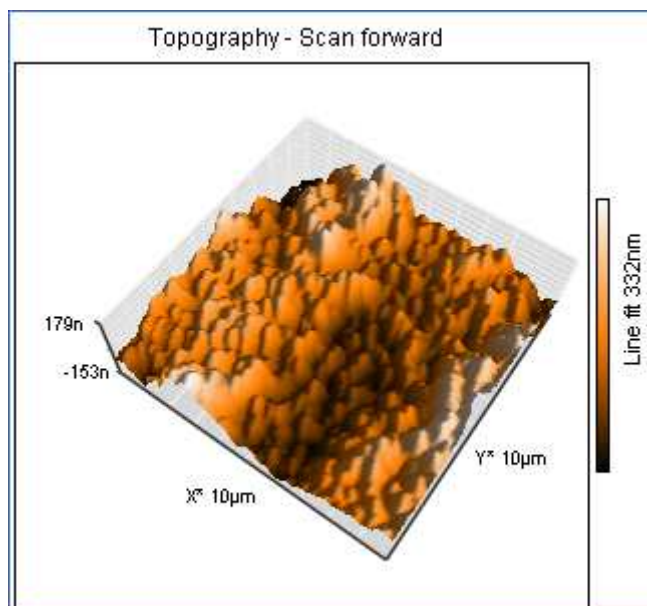 Topography - Scan forward
179n
-153n
X* 10µm
Y* 10µm
Line fit 332nm